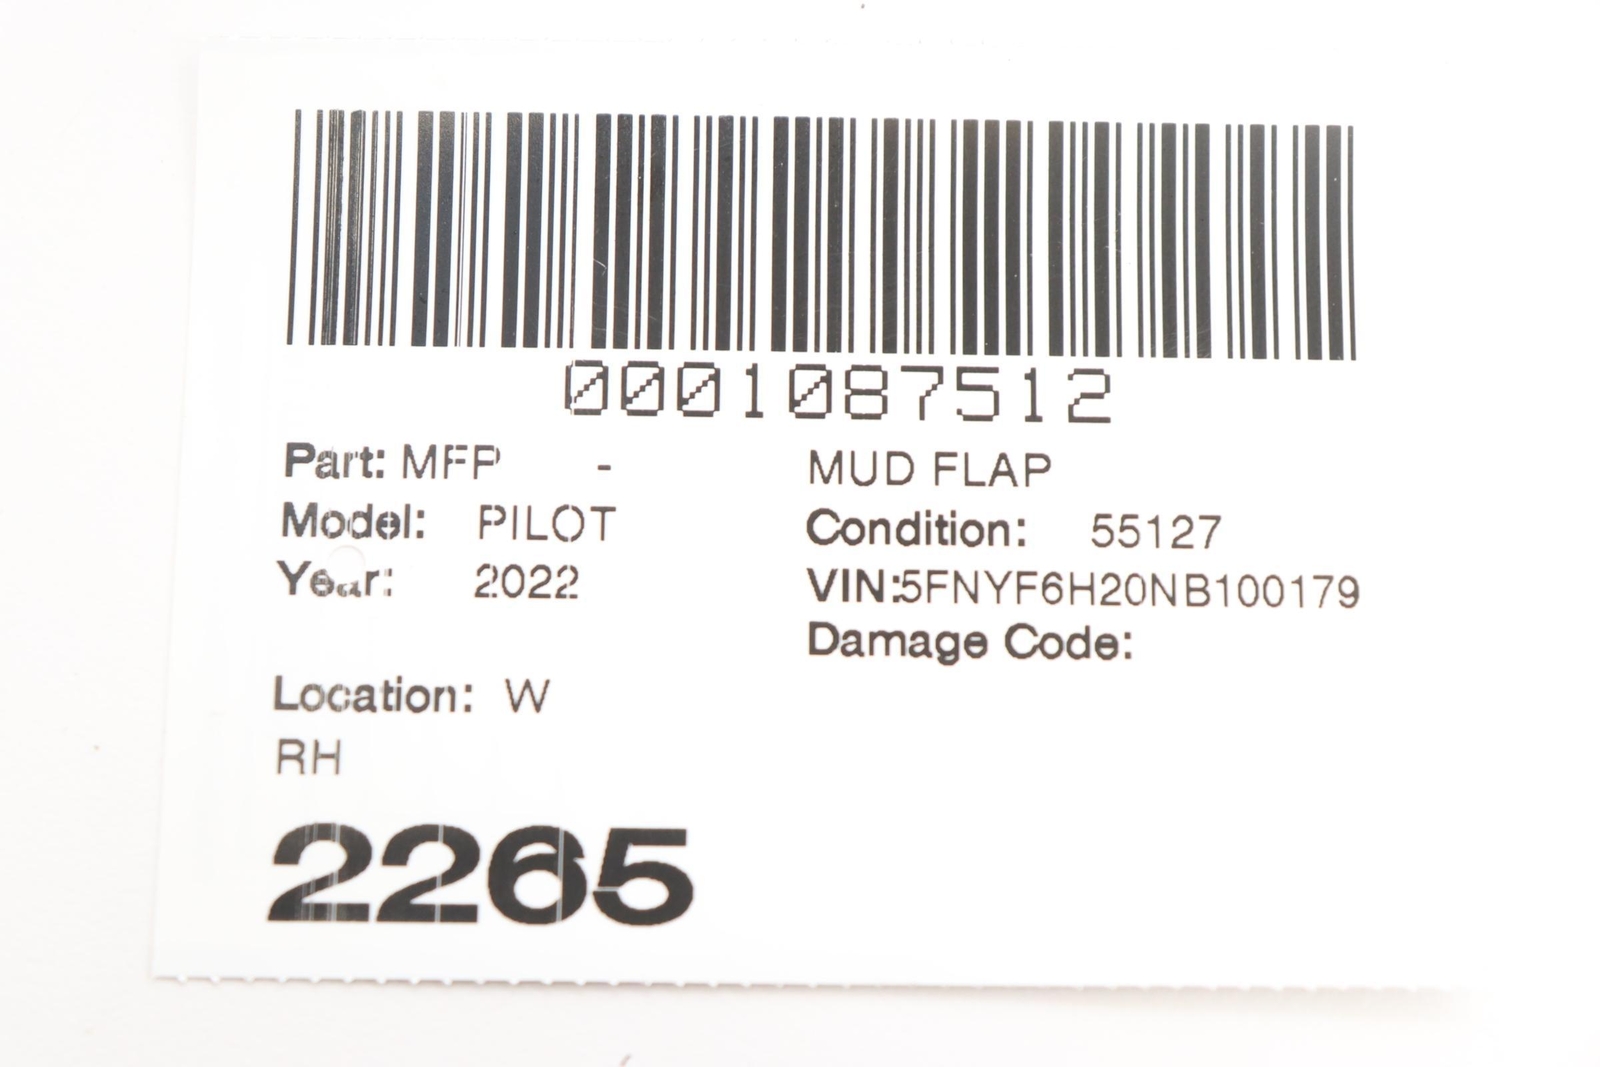 0001087512
Part: MFP - MUD FLAP
Model: PILOT Condition: 55127
Year: 2022 VIN:5FNYF6H20NB100179
Damage Code:
Location: W
RH
2265